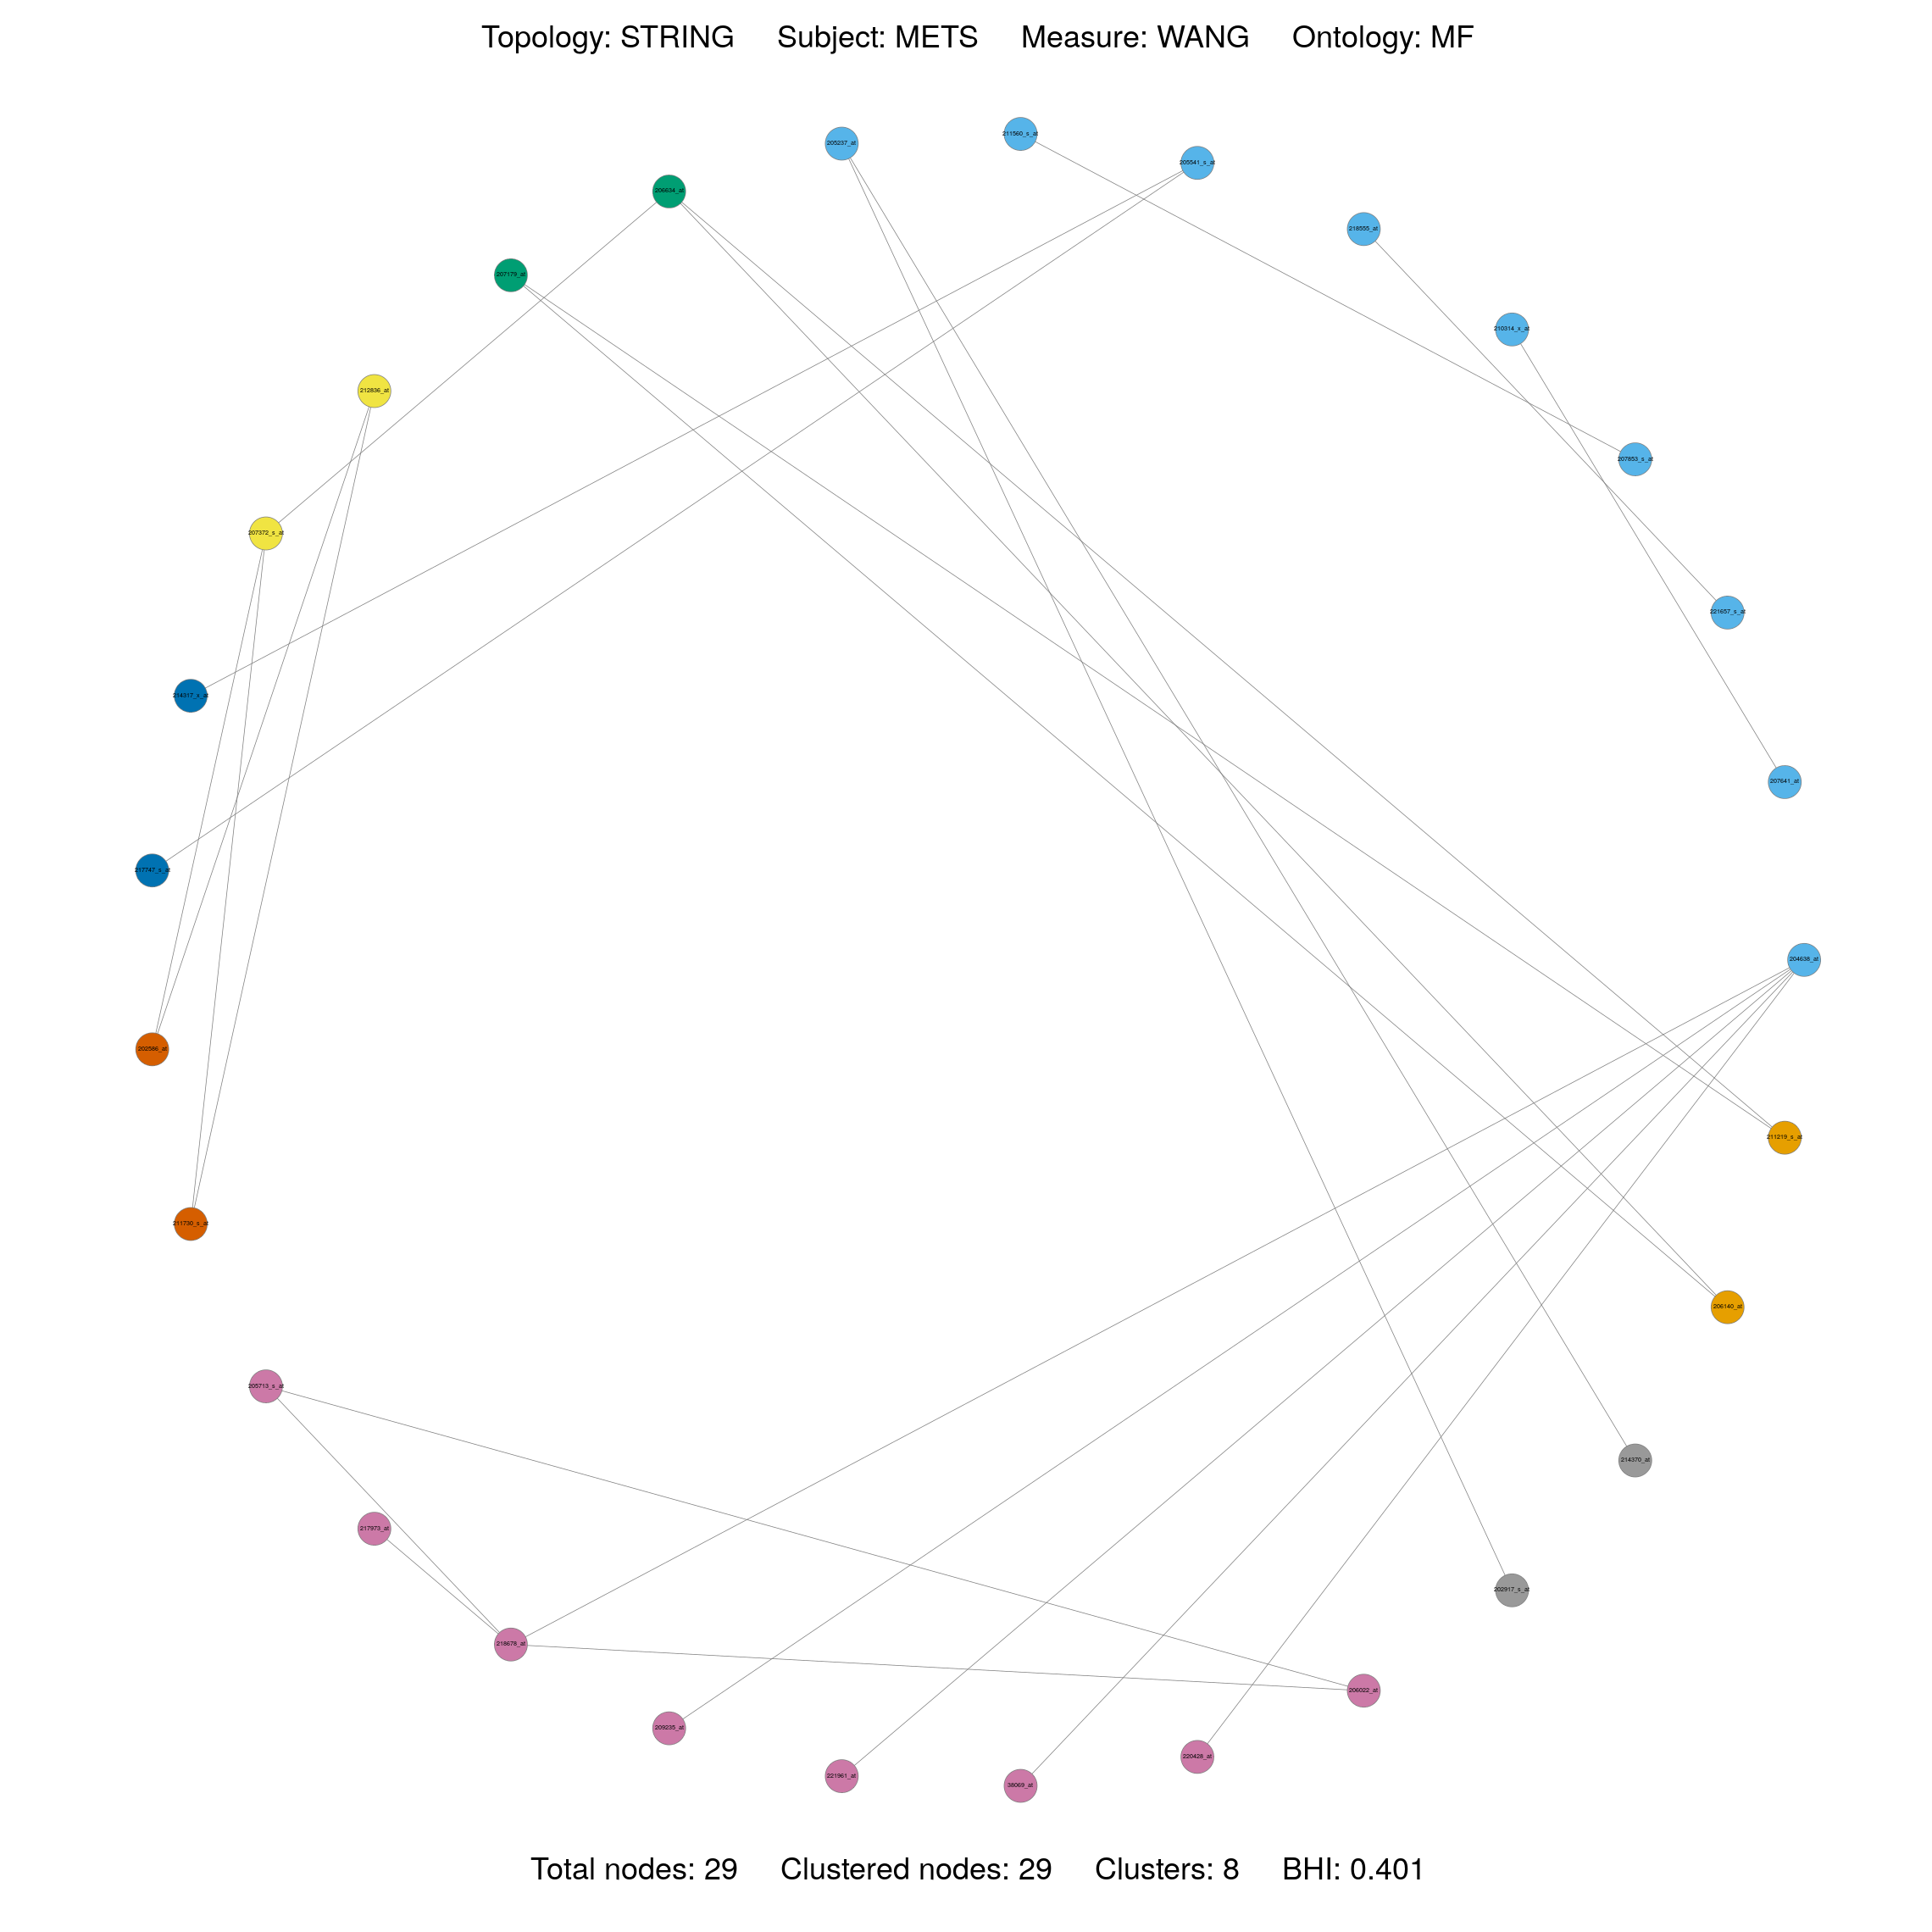 Topology: STRING Subject: METS Measure: WANG Ontology: MF
211560_s_at
205237_at
205541_s_at
206634_at
218555_at
207179_at
210314_x_at
212836_at
207853_s_at
207372_s_at
221657_s_at
214317_x_at
207641_at
217747_s_at
204638_at
202586_at
211219_s_at
211730_s_at
206140_at
205713_s_at
214370_at
217973_at
202917_s_at
218678_at
206022_at
209235_at
220428_at
221961_at
38069_at
Total nodes: 29 Clustered nodes: 29 Clusters: 8 BHI: 0.401